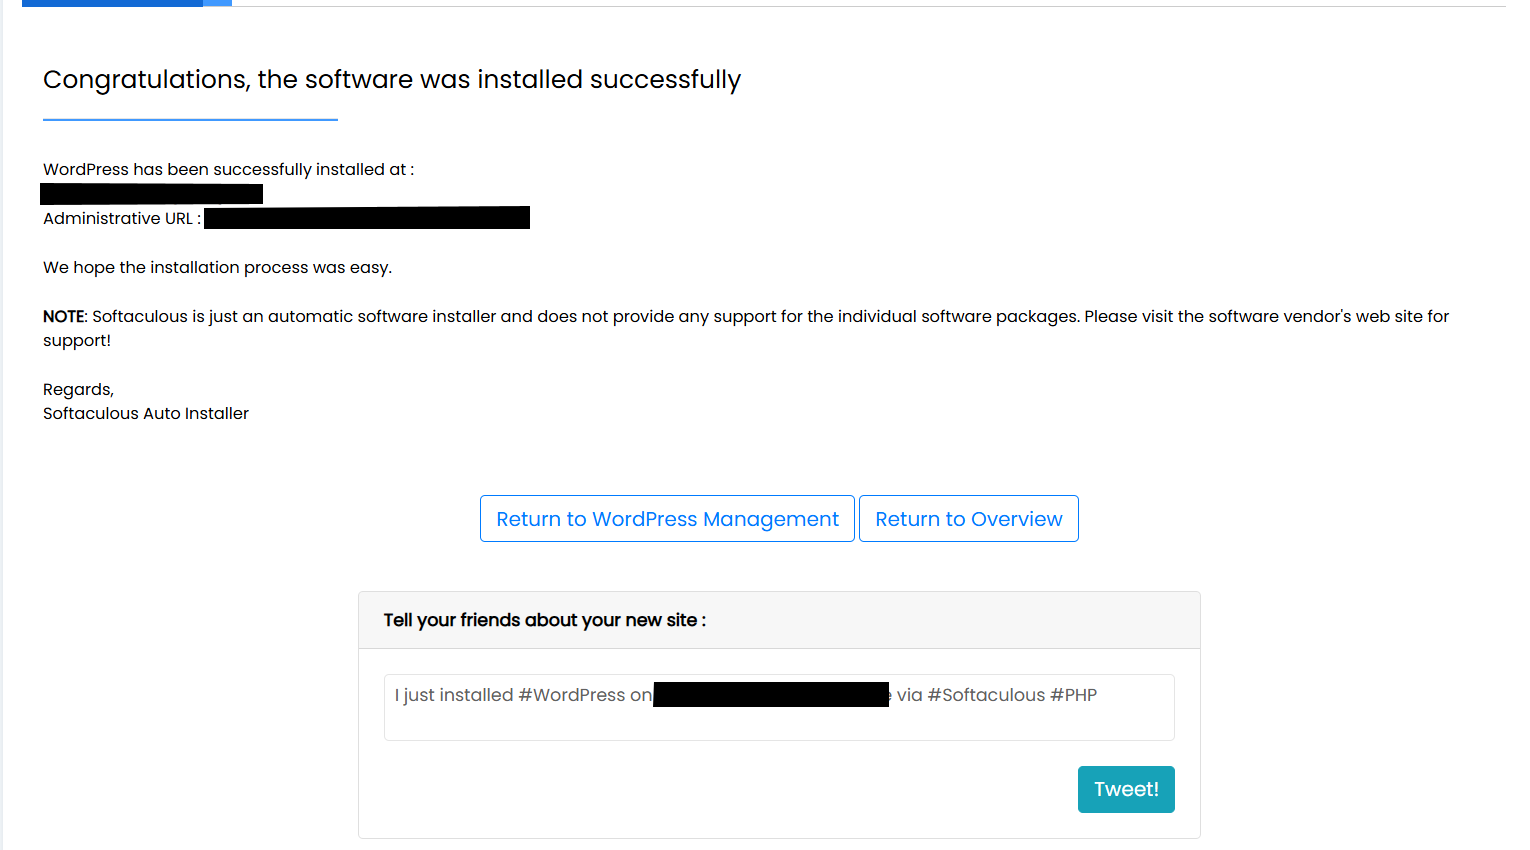 Congratulations, the software was installed successfully
WordPress has been successfully installed at :
Administrative URL :
We hope the installation process was easy.
NOTE: Softaculous is just an automatic software installer and does not provide any support for the individual software packages. Please visit the software vendor's web site for
support!
Regards,
Softaculous Auto Installer
Return to WordPress Management
Return to Overview
Tell your friends about your new site :
I just installed #WordPress on via #Softaculous #PHP
Tweet!